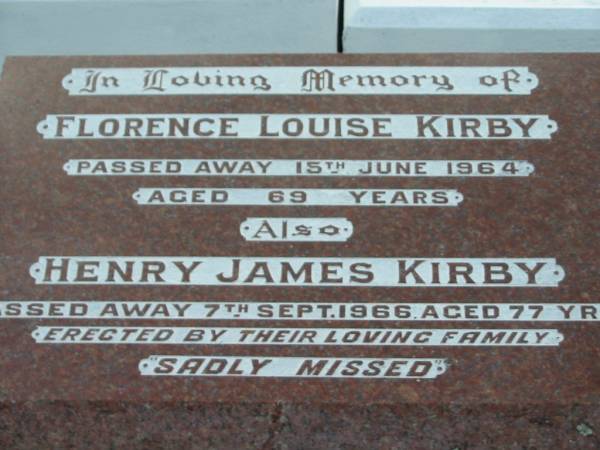 In Loving Memory of
FLORENCE LOUISE KIRBY
PASSED AWAY 15TH JUNE 1964
AGED 69 YEARS
Also
HENRY JAMES KIRBY
ASSED AWAY 7TH SEPT. 1966. AGED 77 YR
ERECTED BY THEIR LOVING FAMILY
"SADLY MISSED"